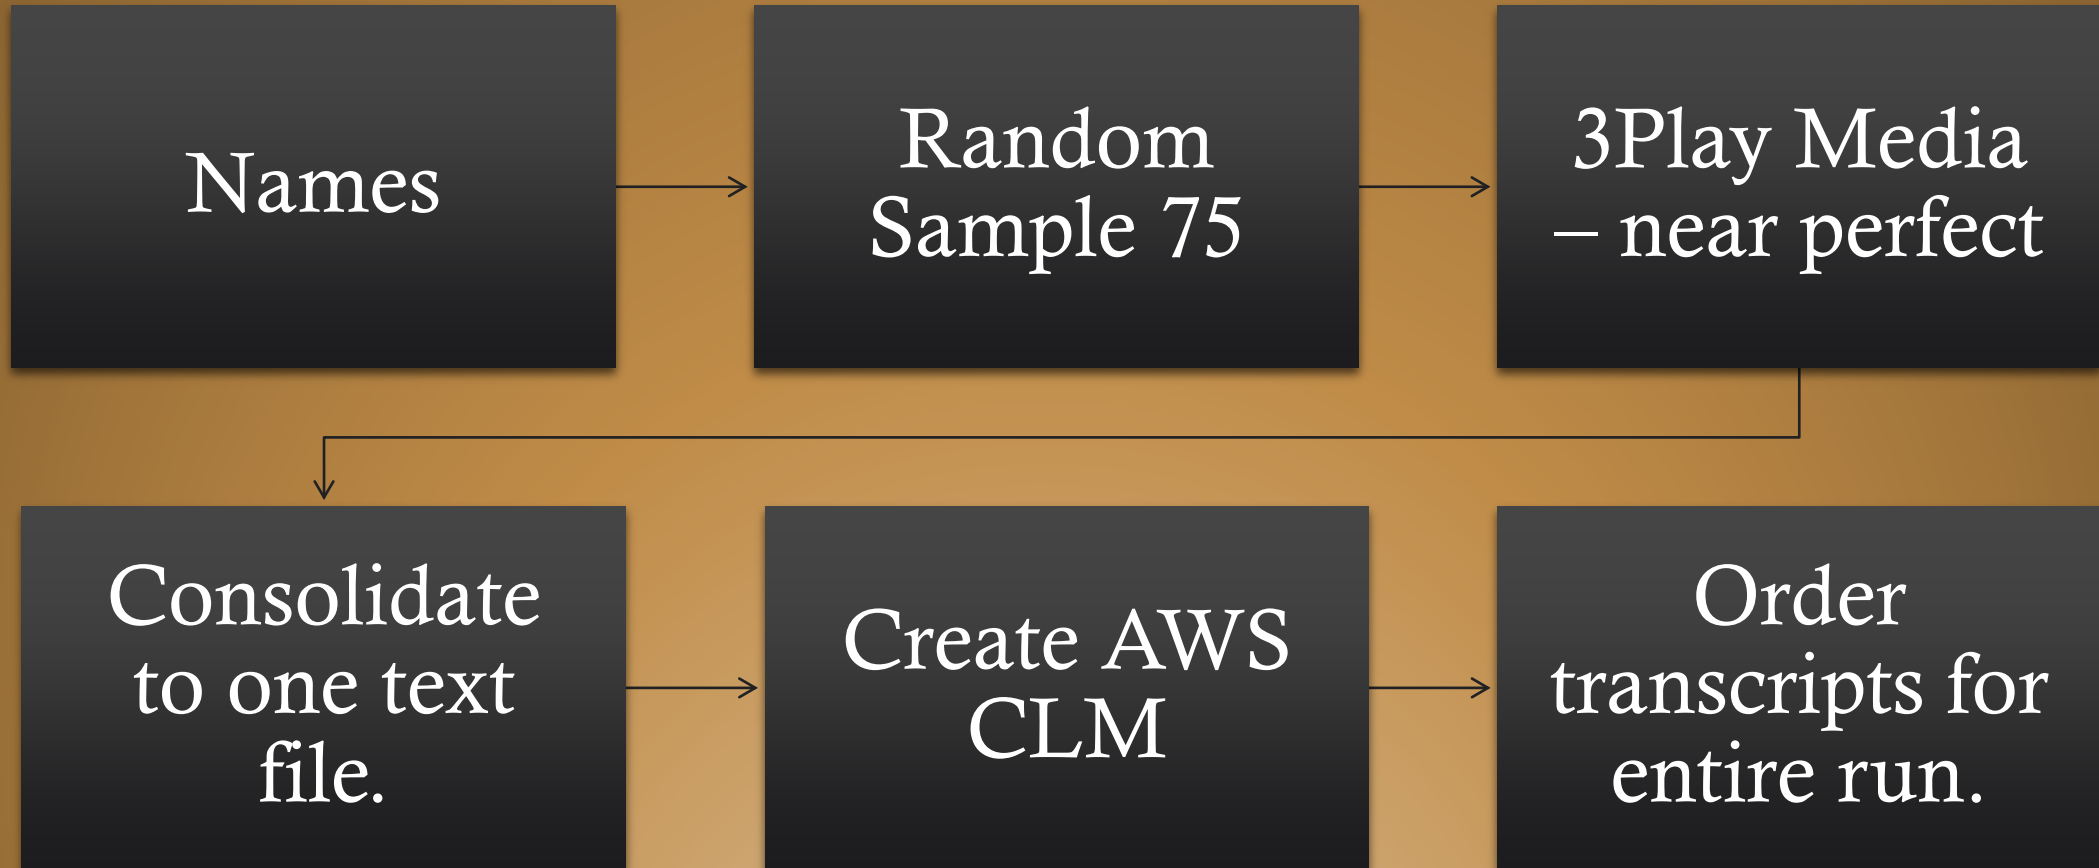 Names
Random
Sample 75
3Play Media
– near perfect
Consolidate
to one text
file.
Create AWS
CLM
Order
transcripts for
entire run.